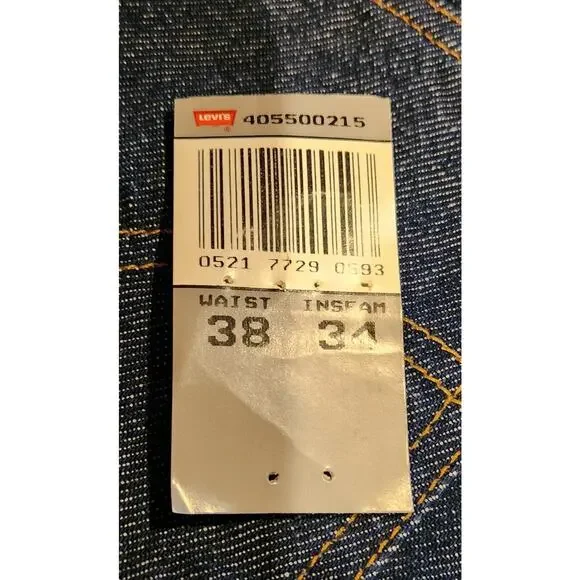 Levi's ® 405500215
0521 7729 0593
WAIST INSEAM
38 34